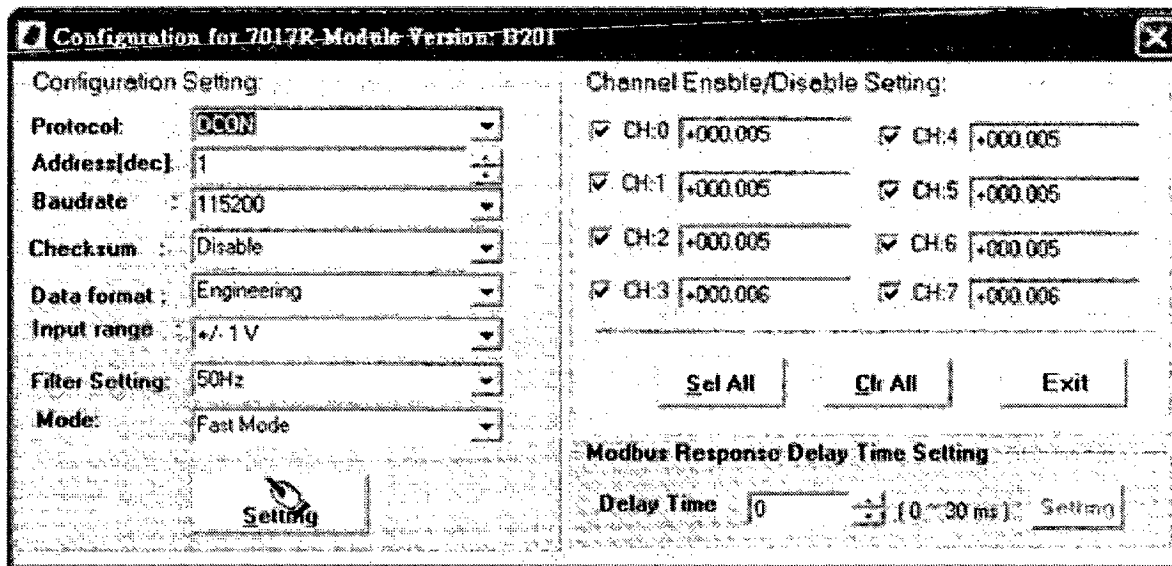 Configuration for 7017R Module Version: B201
Configuration Setting:
Protocol: DCON
Address[dec] 1
Baudrate : 115200
Checksum : Disable
Data format : Engineering
Input range : +/- 1 V
Filter Setting: 50Hz
Mode: Fast Mode
Setting
Channel Enable/Disable Setting:
CH:0 +000.005 CH:4 +000.005
CH:1 +000.005 CH:5 +000.005
CH:2 +000.005 CH:6 +000.005
CH:3 +000.006 CH:7 +000.006
Sel All Clr All Exit
Modbus Response Delay Time Setting
Delay Time 0 ( 0 ~ 30 ms ) Setting